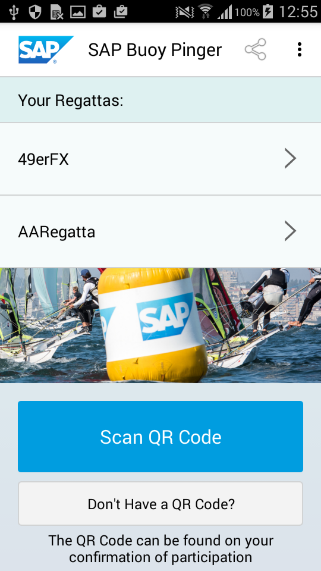 100% 12:55
SAP SAP Buoy Pinger
Your Regattas:
49erFX
AARegatta
SAP
Scan QR Code
Don't Have a QR Code?
The QR Code can be found on your
confirmation of participation